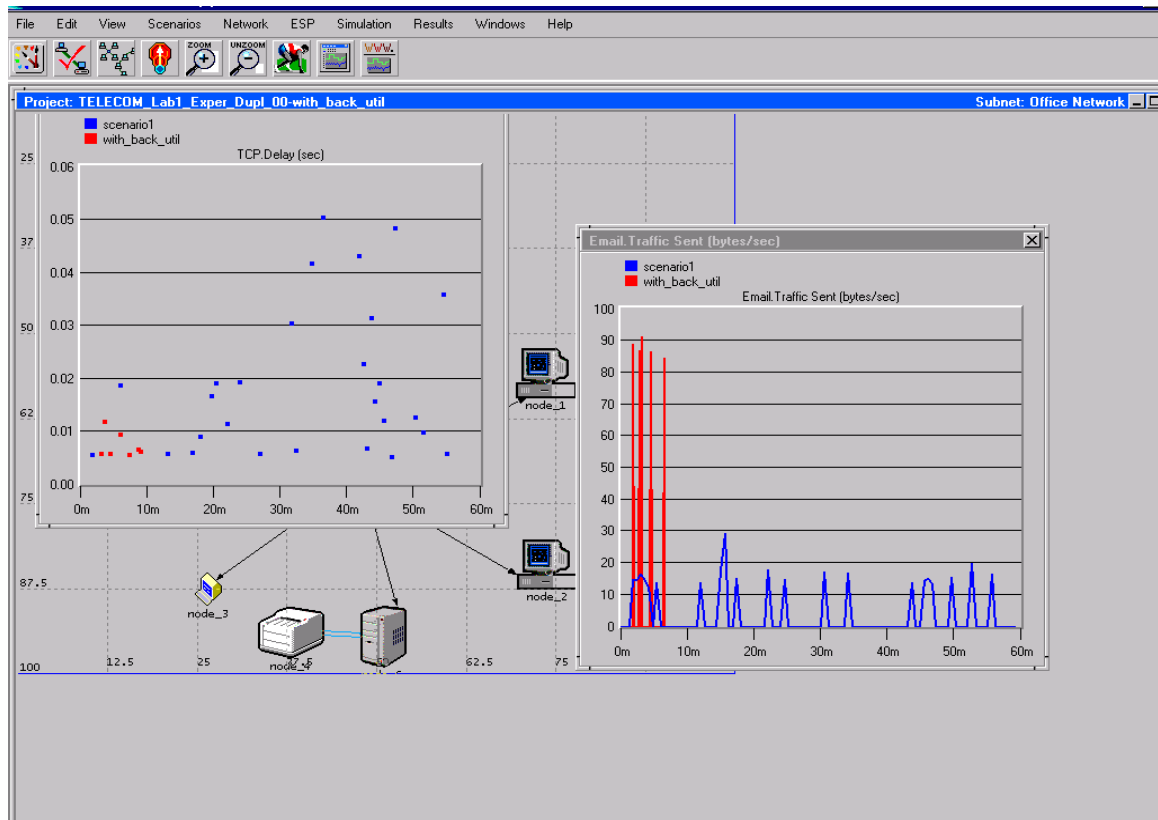 File Edit View Scenarios Network ESP Simulation Results Windows Help
ZOOM UNZOOM WWW.
Project: TELECOM_Lab1_Exper_Dupl_00-with_back_util Subnet: Office Network
scenario1
with_back_util
TCP.Delay (sec)
0.06
0.05
0.04
0.03
0.02
0.01
0.00
0m 10m 20m 30m 40m 50m 60m
25
37
50
62
75
87.5
100
12.5 25 37.5 62.5 75
node_1
node_2
node_3
node_4
Email.Traffic Sent (bytes/sec)
scenario1
with_back_util
Email.Traffic Sent (bytes/sec)
100
90
80
70
60
50
40
30
20
10
0
0m 10m 20m 30m 40m 50m 60m